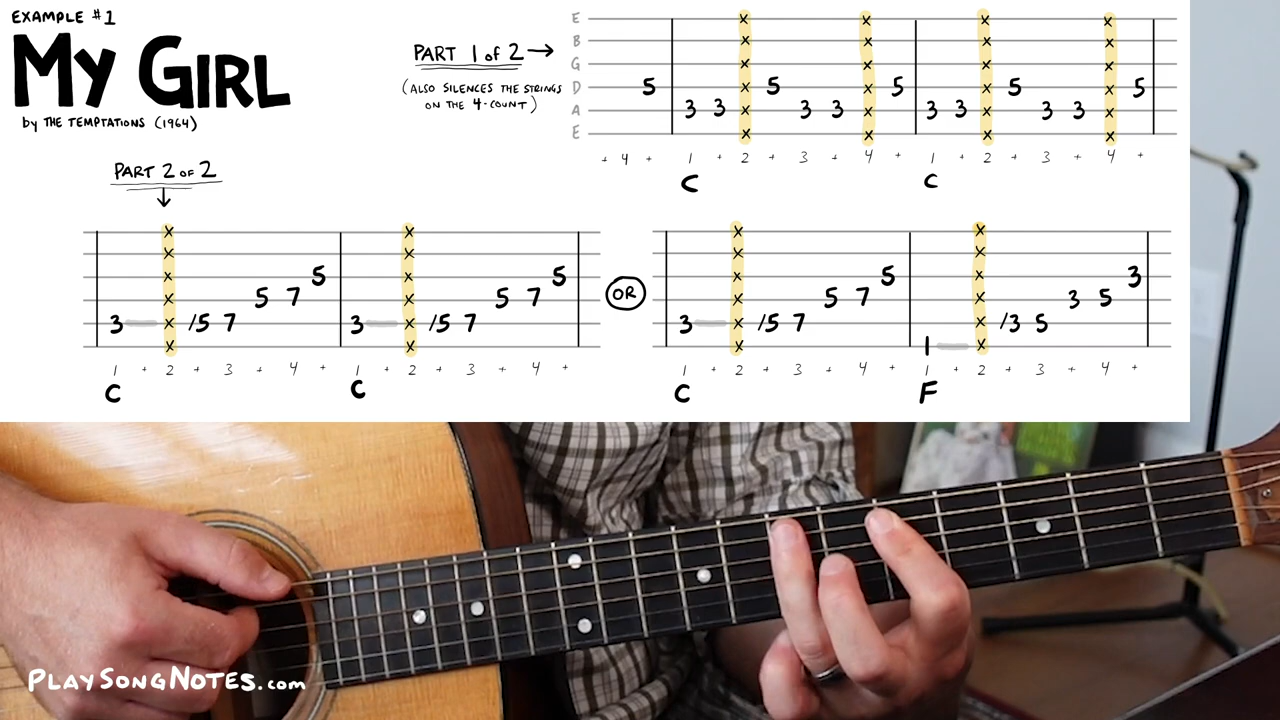 EXAMPLE #1
MY GIRL
by THE TEMPTATIONS (1964)
PART 1 of 2 →
(ALSO SILENCES THE STRINGS
ON THE 4-COUNT)
E x x x x
B x x x x
G x x x x
D 5 x 5 x 5 x 5 x 5
A 3 3 x 3 3 x 3 3 x 3 3 x
E x x x x
+ 4 + 1 + 2 + 3 + 4 + 1 + 2 + 3 + 4 +
C C
PART 2 OF 2
↓
x x
x x
x 5 x 5
x 5 7 x 5 7
3 x /5 7 3 x /5 7
x x
1 + 2 + 3 + 4 + 1 + 2 + 3 + 4 +
C C
OR
x x
x x
x 5 x 3
x 5 7 x 3 5
3 x /5 7 x /3 5
x 1 x
1 + 2 + 3 + 4 + 1 + 2 + 3 + 4 +
C F
PLAYSONGNOTES.com